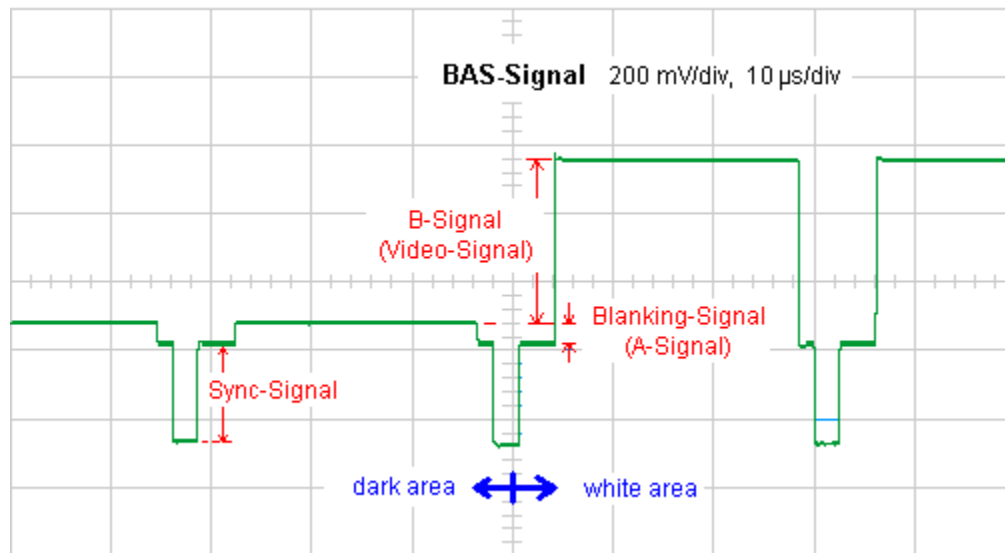 BAS-Signal 200 mV/div, 10 µs/div
B-Signal
(Video-Signal)
Blanking-Signal
(A-Signal)
Sync-Signal
dark area
white area